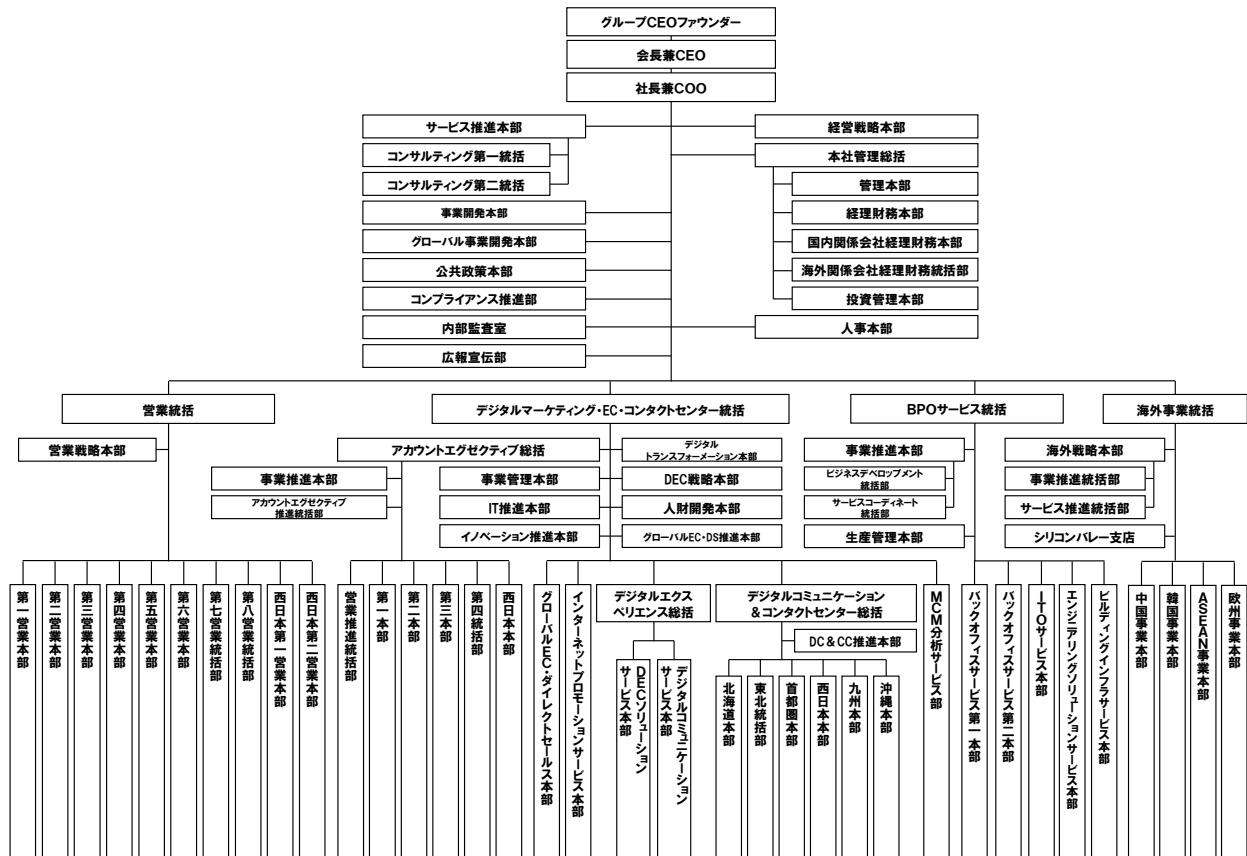 グループCEOファウンダー
会長兼CEO
社長兼COO
サービス推進本部
経営戦略本部
コンサルティング第一統括
本社管理総括
コンサルティング第二統括
管理本部
事業開発本部
経理財務本部
グローバル事業開発本部
国内関係会社経理財務本部
公共政策本部
海外関係会社経理財務統括部
コンプライアンス推進部
投資管理本部
内部監査室
人事本部
広報宣伝部
営業統括
デジタルマーケティング・EC・コンタクトセンター統括
BPOサービス統括
海外事業統括
営業戦略本部
アカウントエグゼクティブ総括
デジタル
トランスフォーメーション本部
事業推進本部
海外戦略本部
事業推進本部
事業管理本部
DEC戦略本部
ビジネスデベロップメント
統括部
事業推進統括部
アカウントエグゼクティブ
推進統括部
IT推進本部
人財開発本部
サービスコーディネート
統括部
サービス推進統括部
イノベーション推進本部
グローバルEC・DS推進本部
生産管理本部
シリコンバレー支店
第一営業本部
第二営業本部
第三営業本部
第四営業本部
第五営業本部
第六営業本部
第七営業統括部
第八営業統括部
西日本第一営業本部
西日本第二営業本部
営業推進統括部
第一本部
第二本部
第三本部
第四統括部
西日本本部
グローバルEC・ダイレクトセールス本部
インターネットプロモーションサービス本部
デジタルエクス
ペリエンス総括
DECソリューション
サービス本部
デジタルコミュニケーション
サービス本部
デジタルコミュニケーション
&コンタクトセンター総括
DC&CC推進本部
北海道本部
東北統括部
首都圏本部
西日本本部
九州本部
沖縄本部
MCM分析サービス部
バックオフィスサービス第一本部
バックオフィスサービス第二本部
ITOサービス本部
エンジニアリングソリューションサービス本部
ビルディングインフラサービス本部
中国事業本部
韓国事業本部
ASEAN事業本部
欧州事業本部